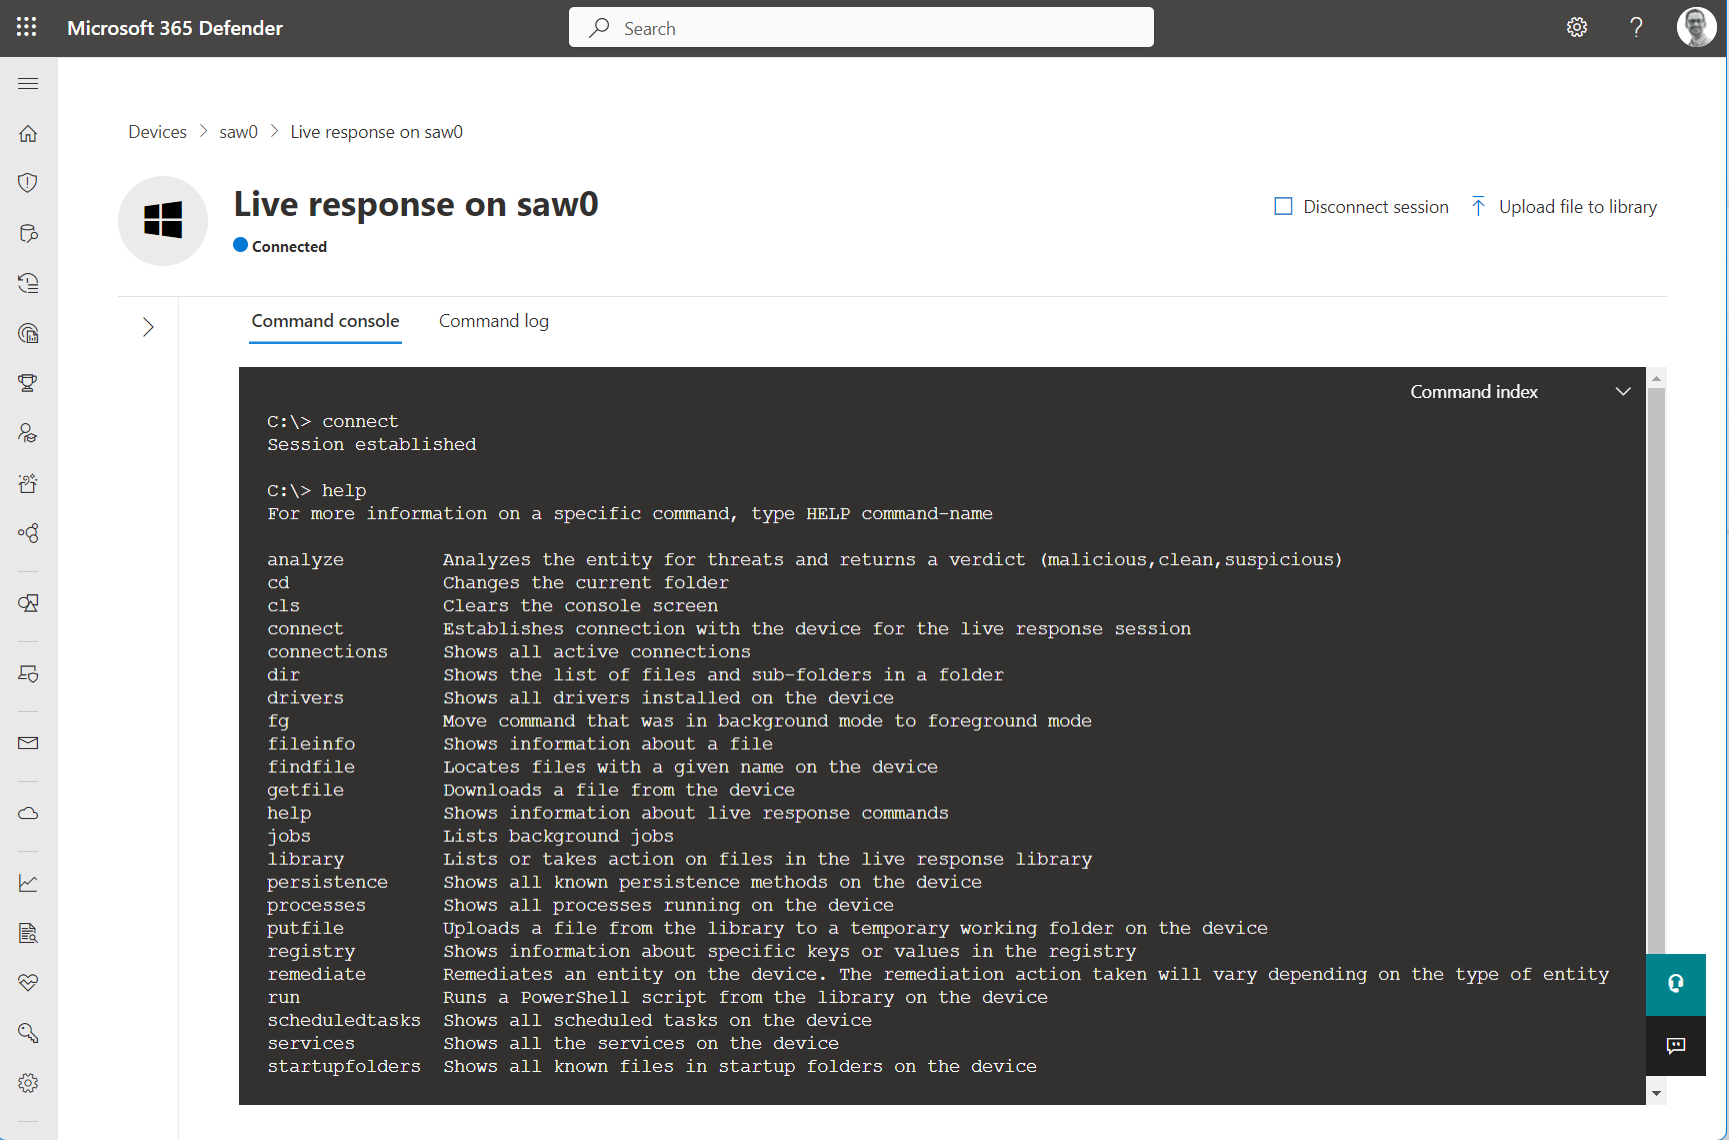 Microsoft 365 Defender
Search
Devices > saw0 > Live response on saw0
Live response on saw0
Connected
Disconnect session
Upload file to library
Command console
Command log
Command index
C:\> connect
Session established
C:\> help
For more information on a specific command, type HELP command-name
analyze Analyzes the entity for threats and returns a verdict (malicious,clean,suspicious)
cd Changes the current folder
cls Clears the console screen
connect Establishes connection with the device for the live response session
connections Shows all active connections
dir Shows the list of files and sub-folders in a folder
drivers Shows all drivers installed on the device
fg Move command that was in background mode to foreground mode
fileinfo Shows information about a file
findfile Locates files with a given name on the device
getfile Downloads a file from the device
help Shows information about live response commands
jobs Lists background jobs
library Lists or takes action on files in the live response library
persistence Shows all known persistence methods on the device
processes Shows all processes running on the device
putfile Uploads a file from the library to a temporary working folder on the device
registry Shows information about specific keys or values in the registry
remediate Remediates an entity on the device. The remediation action taken will vary depending on the type of entity
run Runs a PowerShell script from the library on the device
scheduledtasks Shows all scheduled tasks on the device
services Shows all the services on the device
startupfolders Shows all known files in startup folders on the device